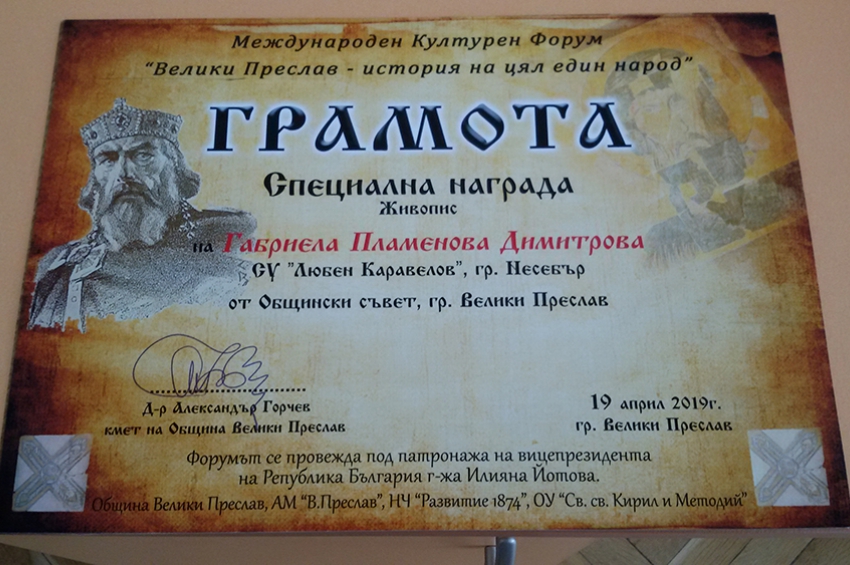 Международен Културен Форум
"Велики Преслав - история на цял един народ"
ГРАМОТА
Специална награда
Живопис
на Габриела Пламенова Димитрова
СУ "Любен Каравелов", гр. Несебър
от Общински съвет, гр. Велики Преслав
Д-р Александър Горчев
кмет на Община Велики Преслав
19 април 2019г.
гр. Велики Преслав
Форумът се провежда под патронажа на вицепрезидента
на Република България г-жа Илияна Йотова.
Община Велики Преслав, АМ "В.Преслав", НЧ "Развитие 1874", ОУ "Св. св. Кирил и Методий"